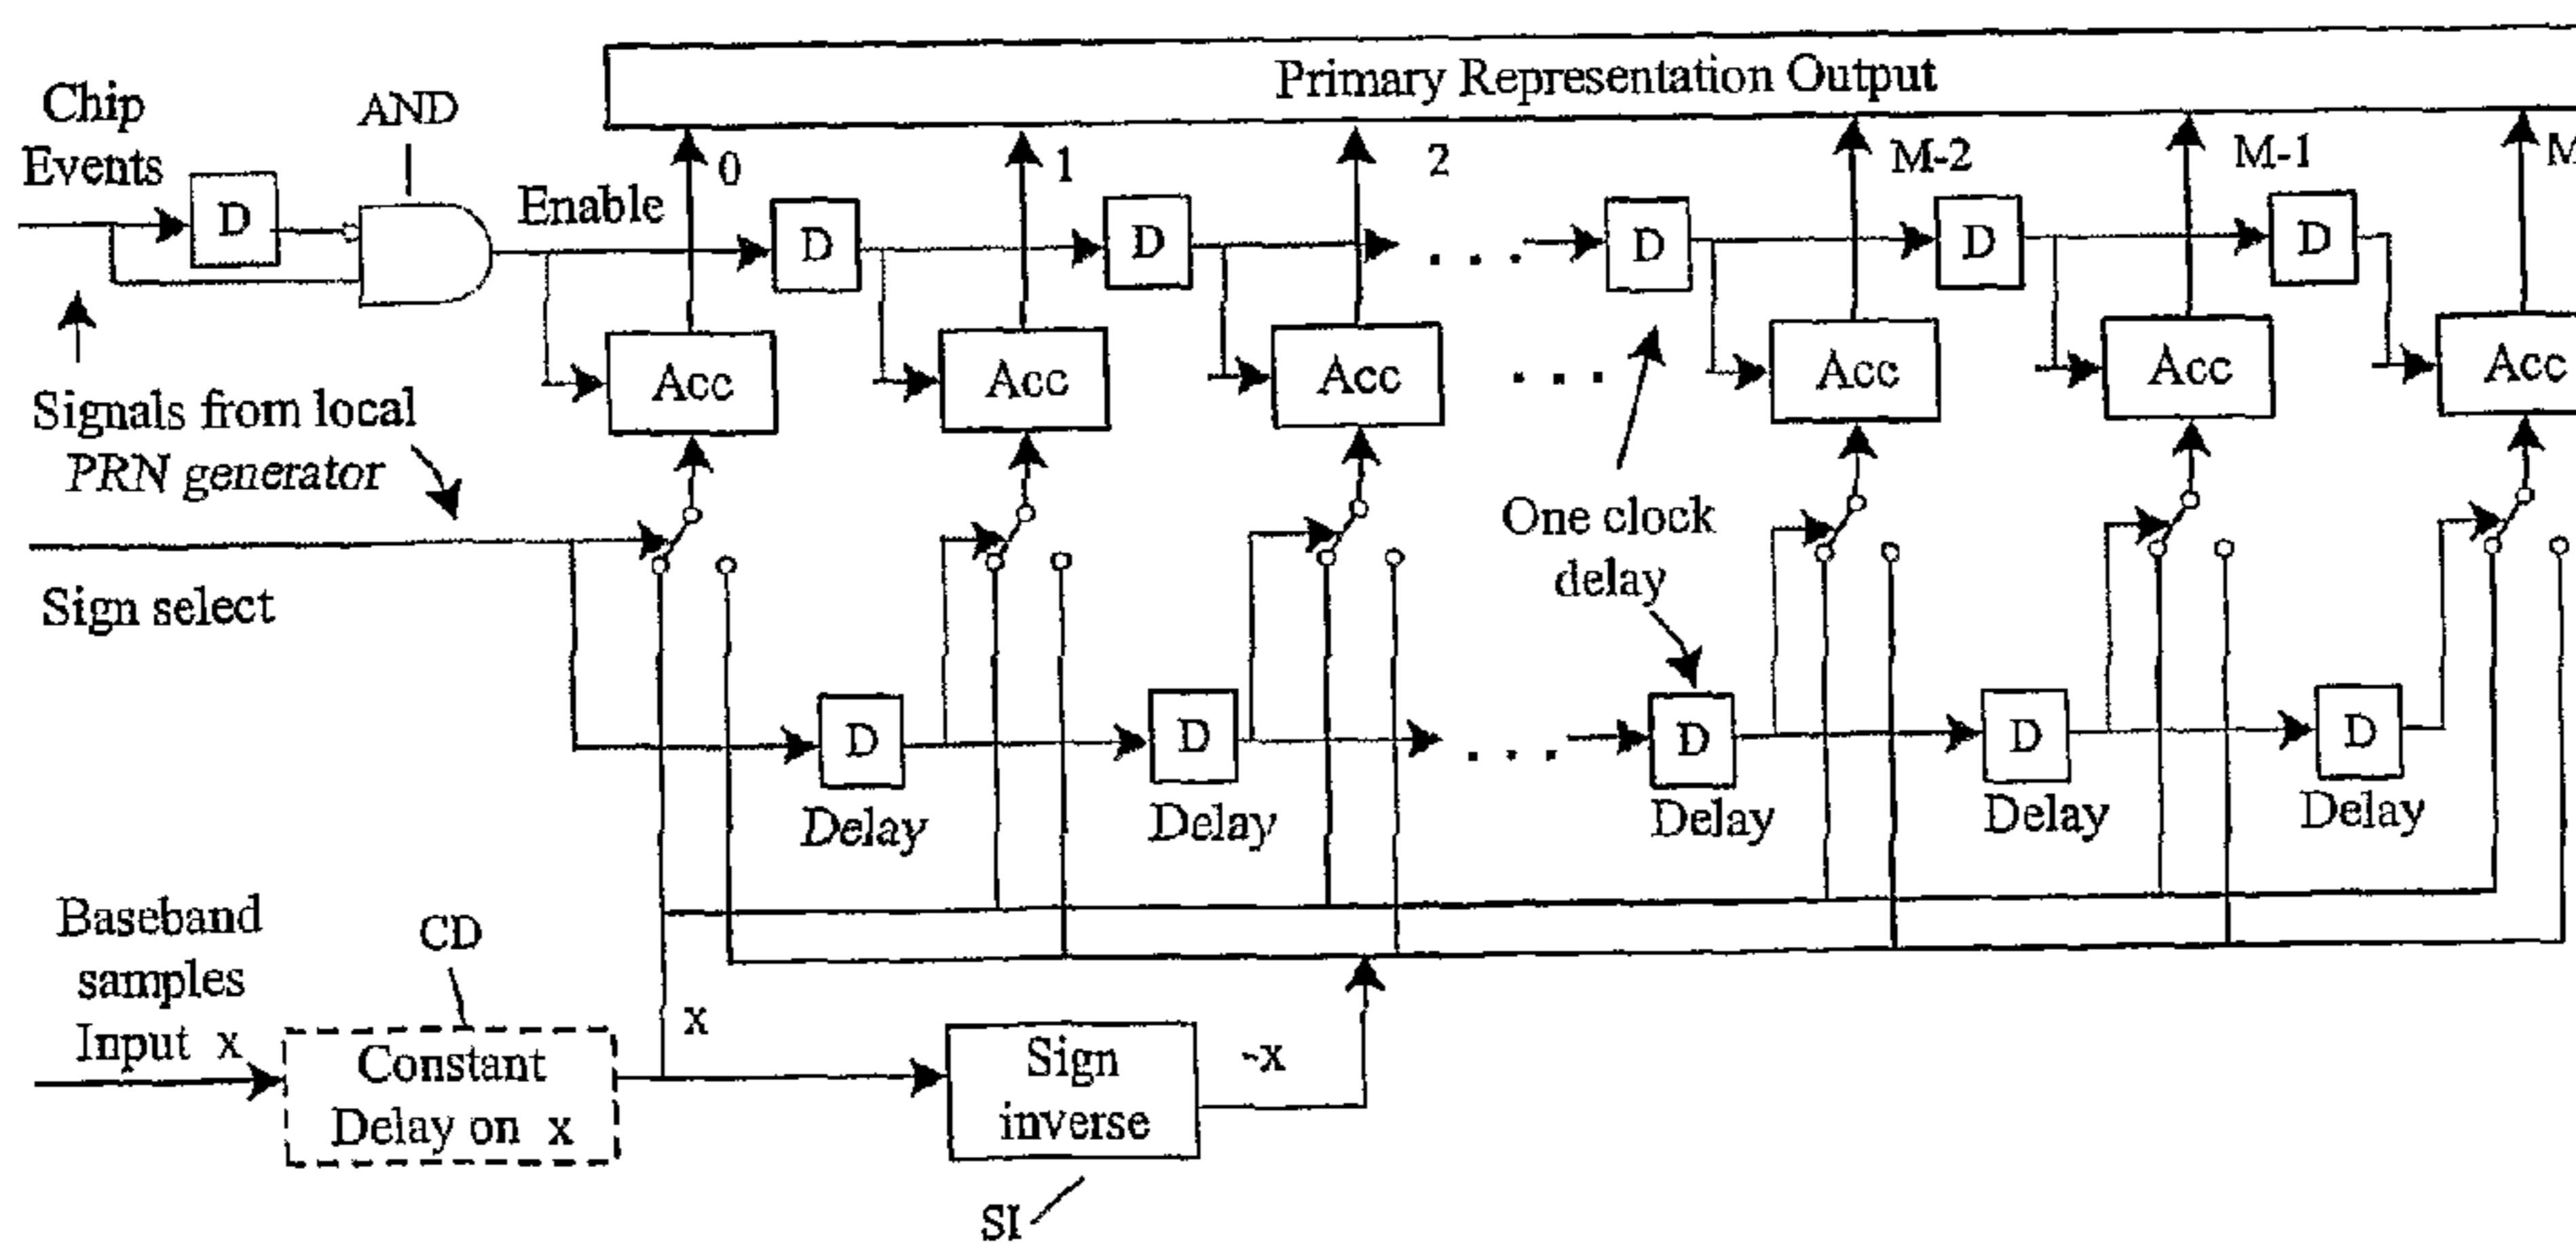 Primary Representation Output
Chip
Events
AND
D
Enable
0
1
2
M-2
M-1
M
D
D
. . .
D
D
D
Acc
Acc
Acc
. . .
Acc
Acc
Acc
Signals from local
PRN generator
One clock
delay
Sign select
D
D
. . .
D
D
D
Delay
Delay
Delay
Delay
Delay
Baseband
samples
Input x
CD
Constant
Delay on x
x
Sign
inverse
-x
SI